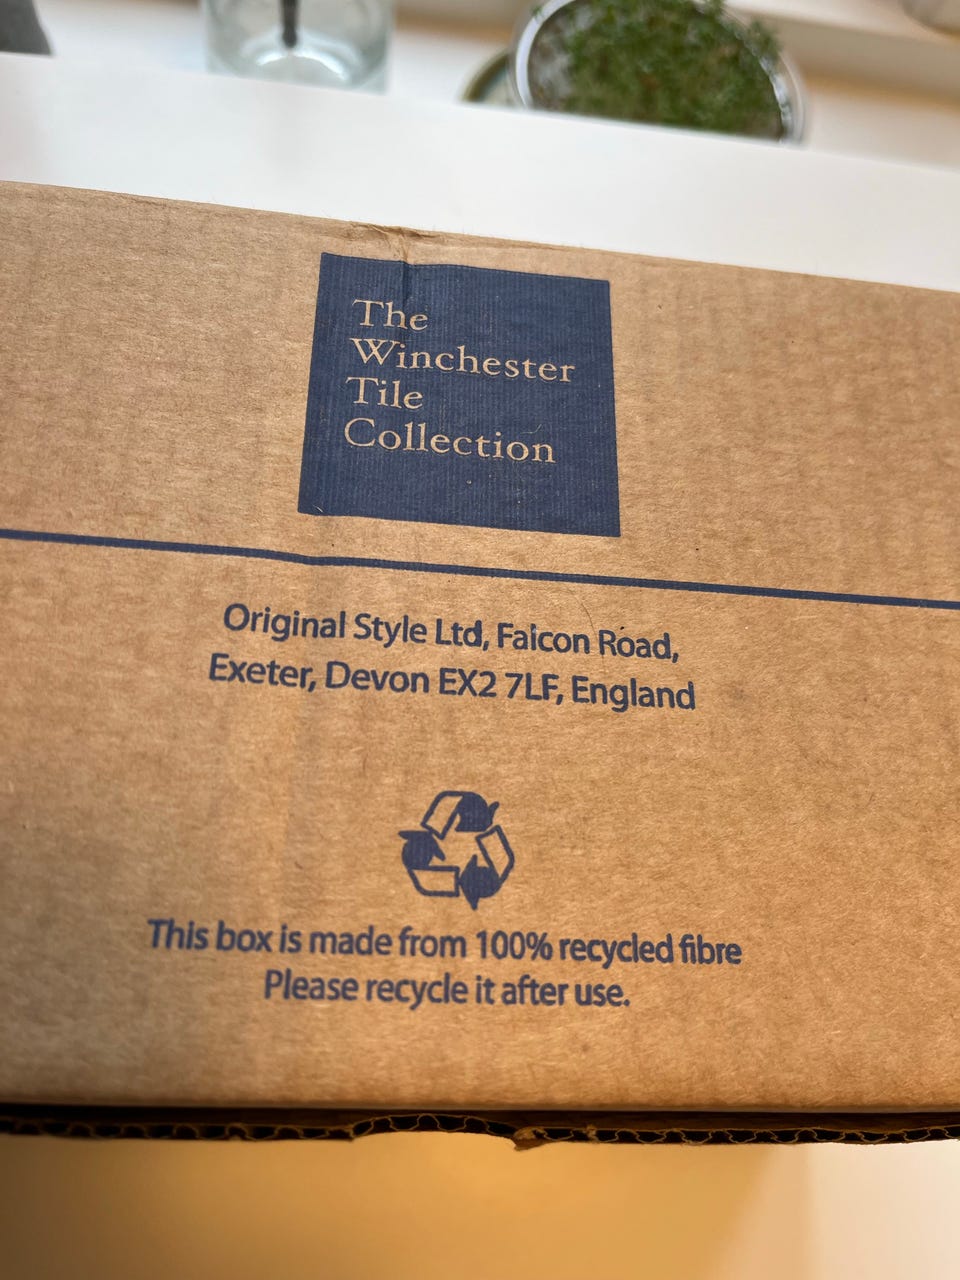 The
Winchester
Tile
Collection
Original Style Ltd, Falcon Road,
Exeter, Devon EX2 7LF, England
This box is made from 100% recycled fibre
Please recycle it after use.